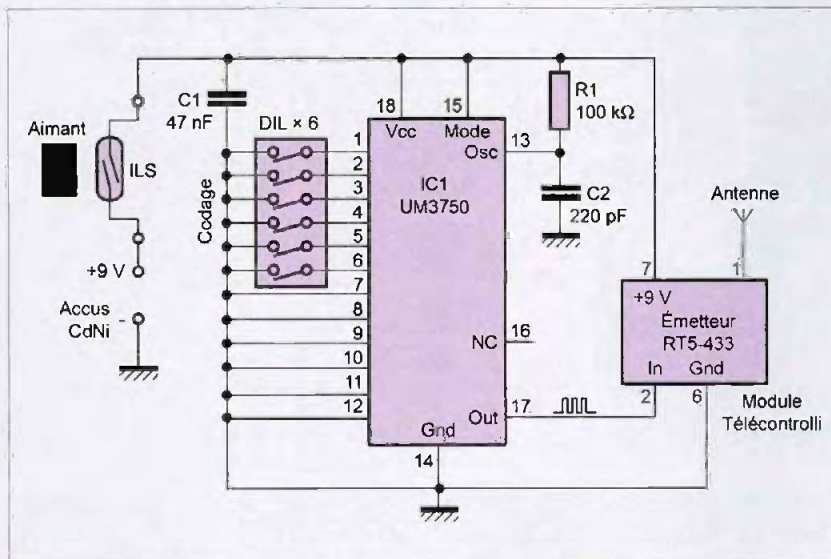 Aimant
ILS
+9 V
Accus
CdNi
-
C1
47 nF
DIL × 6
Codage
1
2
3
4
5
6
7
8
9
10
11
12
18
15
Vcc
Mode
Osc
13
IC1
UM3750
NC
16
Out
17
Gnd
14
R1
100 kΩ
C2
220 pF
Antenne
7
1
+9 V
Émetteur
RT5-433
In
Gnd
2
6
Module
Télécontrolli